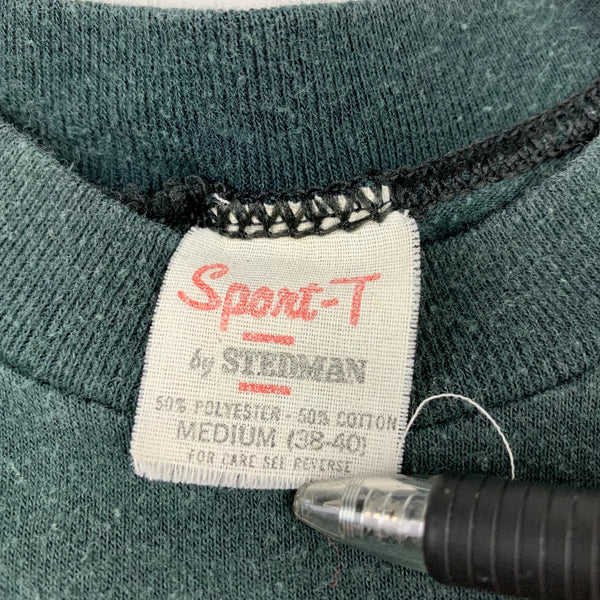 Sport-T
by STEDMAN
50% POLYESTER - 50% COTTON
MEDIUM (38-40)
FOR CARE SEE REVERSE